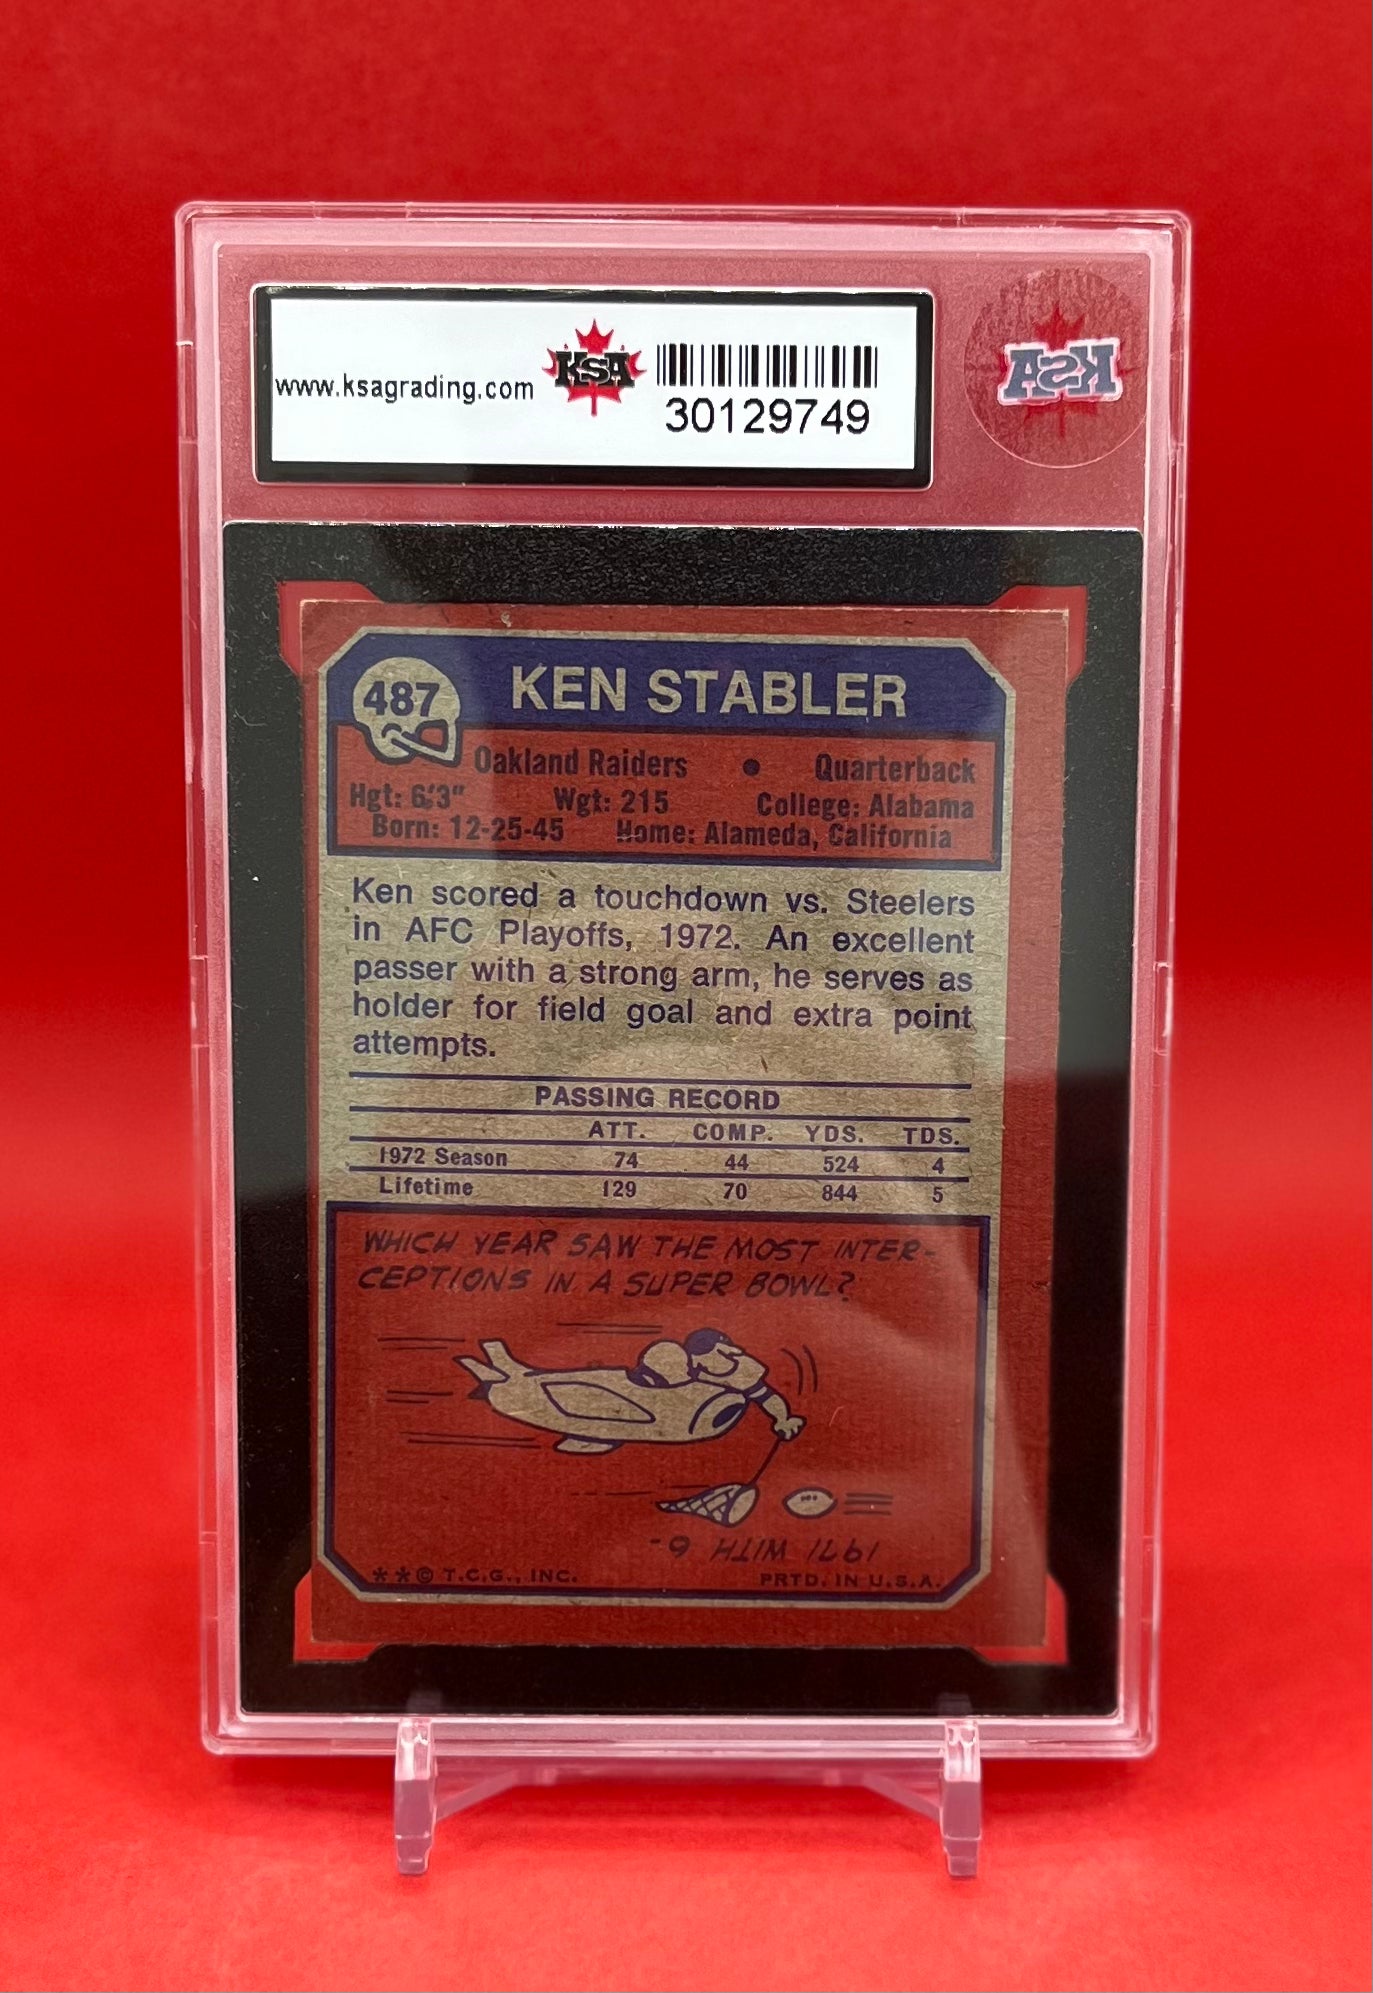 www.ksagrading.com
KSA
30129749
KSA
487
KEN STABLER
Oakland Raiders • Quarterback
Hgt: 6'3" Wgt: 215 College: Alabama
Born: 12-25-45 Home: Alameda, California
Ken scored a touchdown vs. Steelers
in AFC Playoffs, 1972. An excellent
passer with a strong arm, he serves as
holder for field goal and extra point
attempts.
PASSING RECORD
ATT. COMP. YDS. TDS.
1972 Season 74 44 524 4
Lifetime 129 70 844 5
WHICH YEAR SAW THE MOST INTER-
CEPTIONS IN A SUPER BOWL?
1971 WITH 9-
**© T.C.G., INC. PRTD. IN U.S.A.